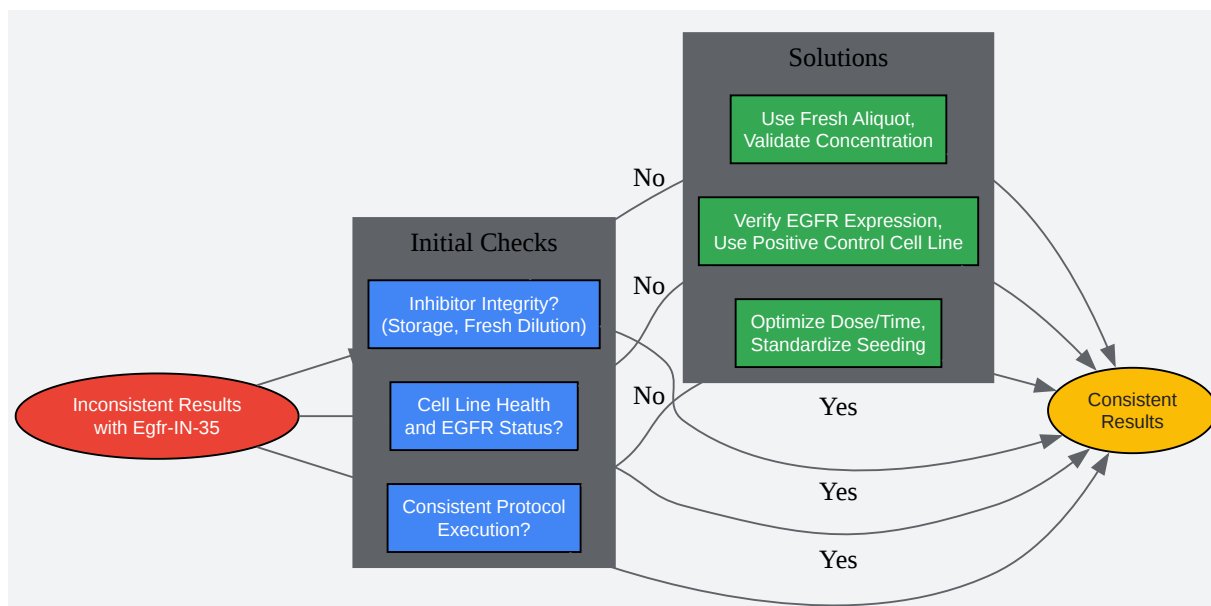 Inconsistent Results
with Egfr-IN-35
Initial Checks
Inhibitor Integrity?
(Storage, Fresh Dilution)
Cell Line Health
and EGFR Status?
Consistent Protocol
Execution?
No
No
No
Solutions
Use Fresh Aliquot,
Validate Concentration
Verify EGFR Expression,
Use Positive Control Cell Line
Optimize Dose/Time,
Standardize Seeding
Yes
Yes
Yes
Consistent
Results